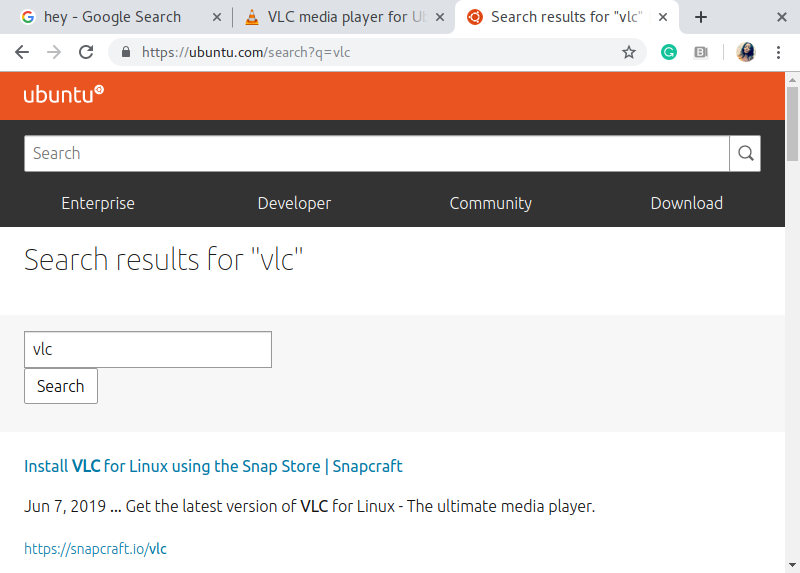 hey - Google Search
VLC media player for U
Search results for "vlc"
https://ubuntu.com/search?q=vlc
ubuntu
Search
Enterprise Developer Community Download
Search results for "vlc"
vlc
Search
Install VLC for Linux using the Snap Store | Snapcraft
Jun 7, 2019 ... Get the latest version of VLC for Linux - The ultimate media player.
https://snapcraft.io/vlc